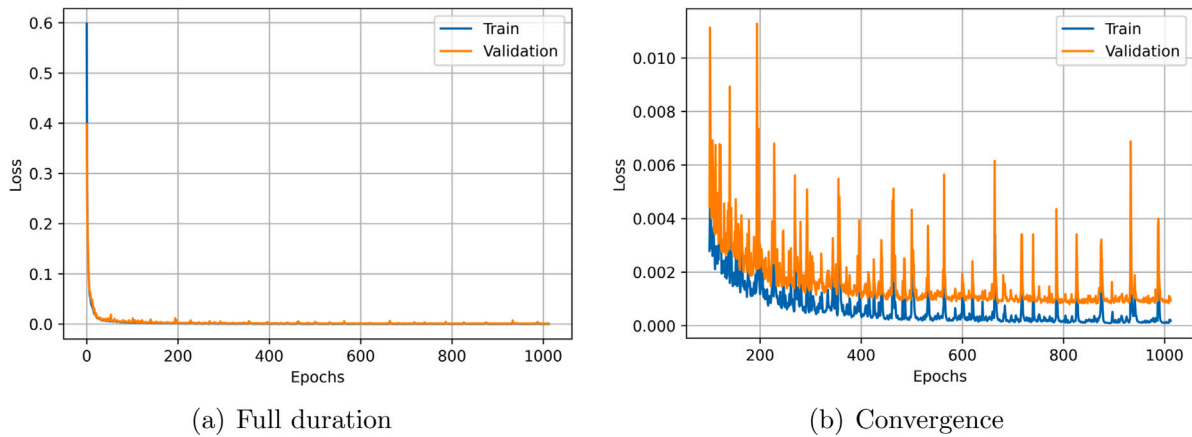 0.6
0.5
0.4
0.3
0.2
0.1
0.0
Loss
0 200 400 600 800 1000
Epochs
Train
Validation
(a) Full duration
0.010
0.008
0.006
0.004
0.002
0.000
Loss
200 400 600 800 1000
Epochs
Train
Validation
(b) Convergence